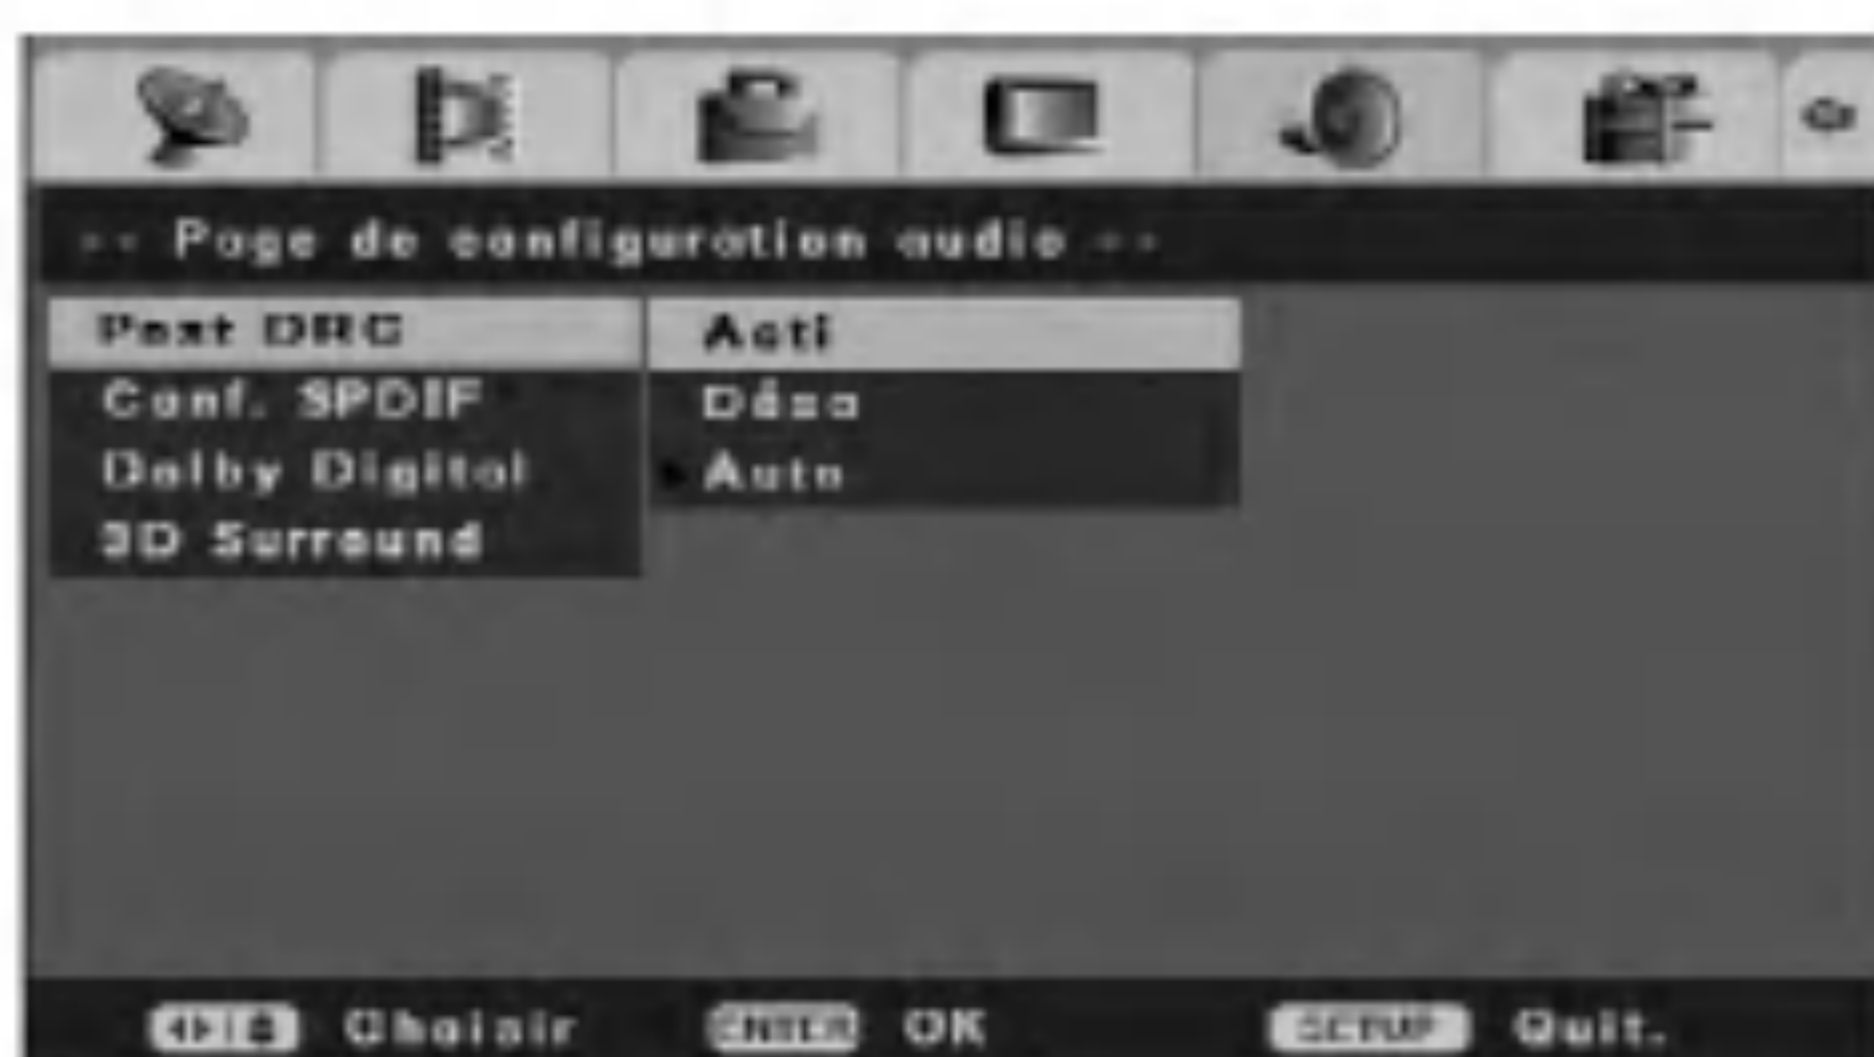 -- Page de configuration audio --
Post DRC Acti
Conf. SPDIF Désa
Dolby Digital Auto
3D Surround
Choisir ENTER OK SETUP Quit.